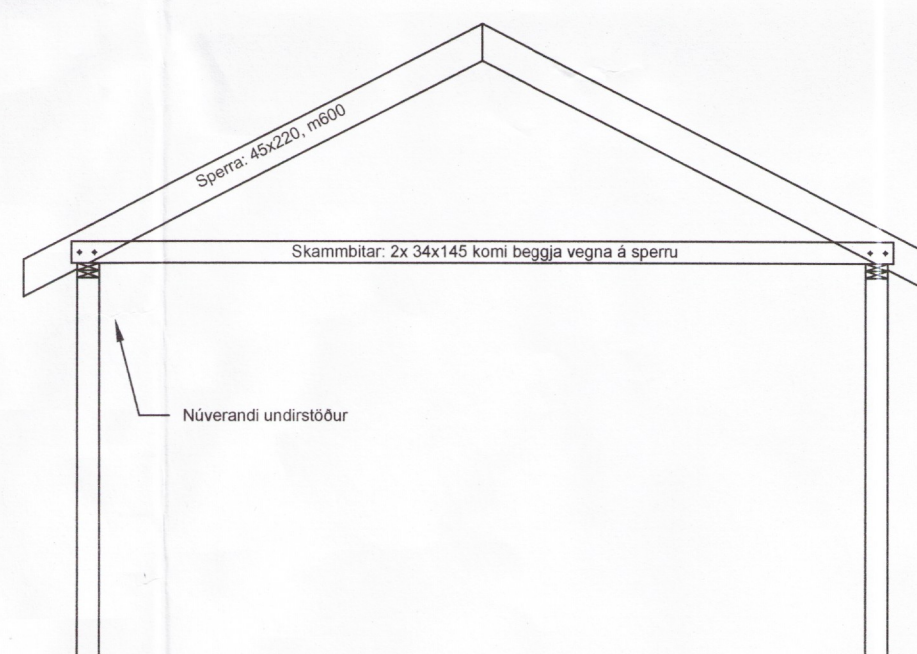 Sperra: 45x220, m600
Skammbitar: 2x 34x145 komi beggja vegna á sperru
Núverandi undirstöður